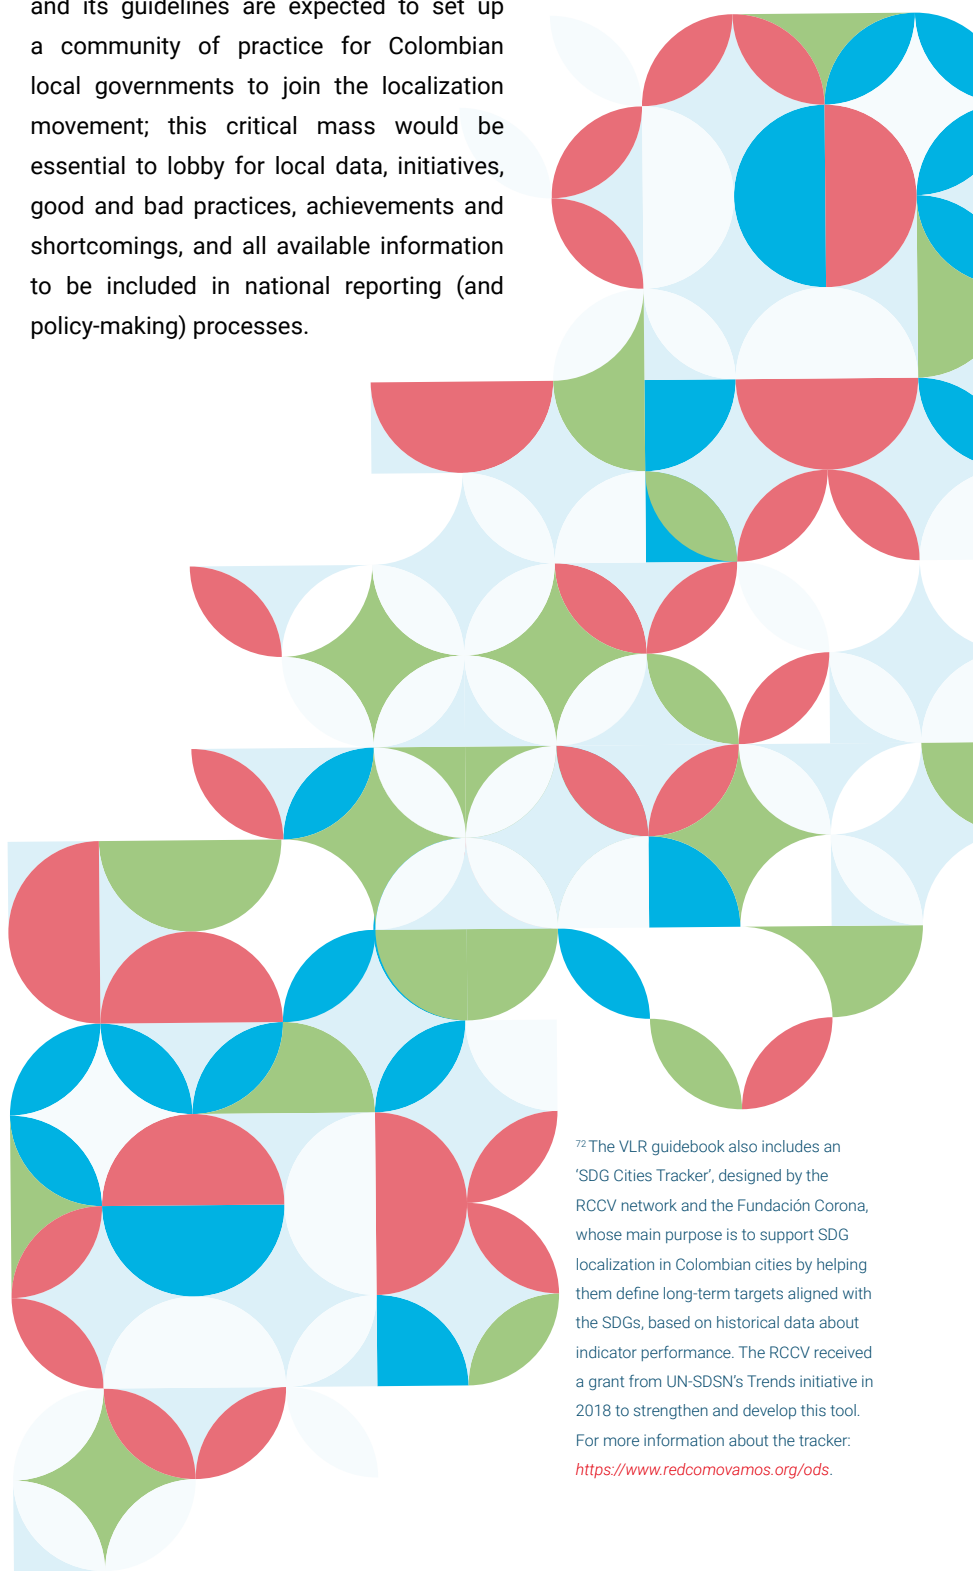 and its guidelines are expected to set up
a community of practice for Colombian
local governments to join the localization
movement; this critical mass would be
essential to lobby for local data, initiatives,
good and bad practices, achievements and
shortcomings, and all available information
to be included in national reporting (and
policy-making) processes.
72 The VLR guidebook also includes an
‘SDG Cities Tracker’, designed by the
RCCV network and the Fundación Corona,
whose main purpose is to support SDG
localization in Colombian cities by helping
them define long-term targets aligned with
the SDGs, based on historical data about
indicator performance. The RCCV received
a grant from UN-SDSN’s Trends initiative in
2018 to strengthen and develop this tool.
For more information about the tracker:
https://www.redcomovamos.org/ods.